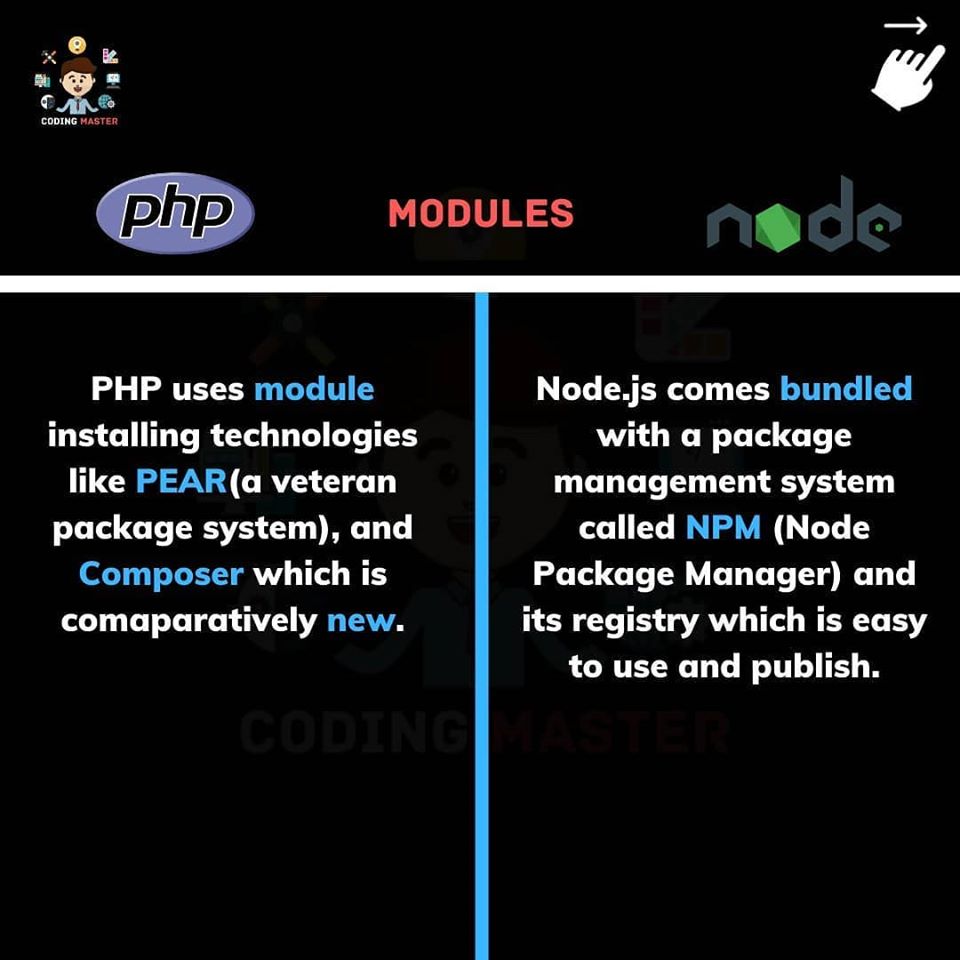 CODING MASTER
php
MODULES
node
PHP uses module
installing technologies
like PEAR(a veteran
package system), and
Composer which is
comaparatively new.
Node.js comes bundled
with a package
management system
called NPM (Node
Package Manager) and
its registry which is easy
to use and publish.
CODING MASTER